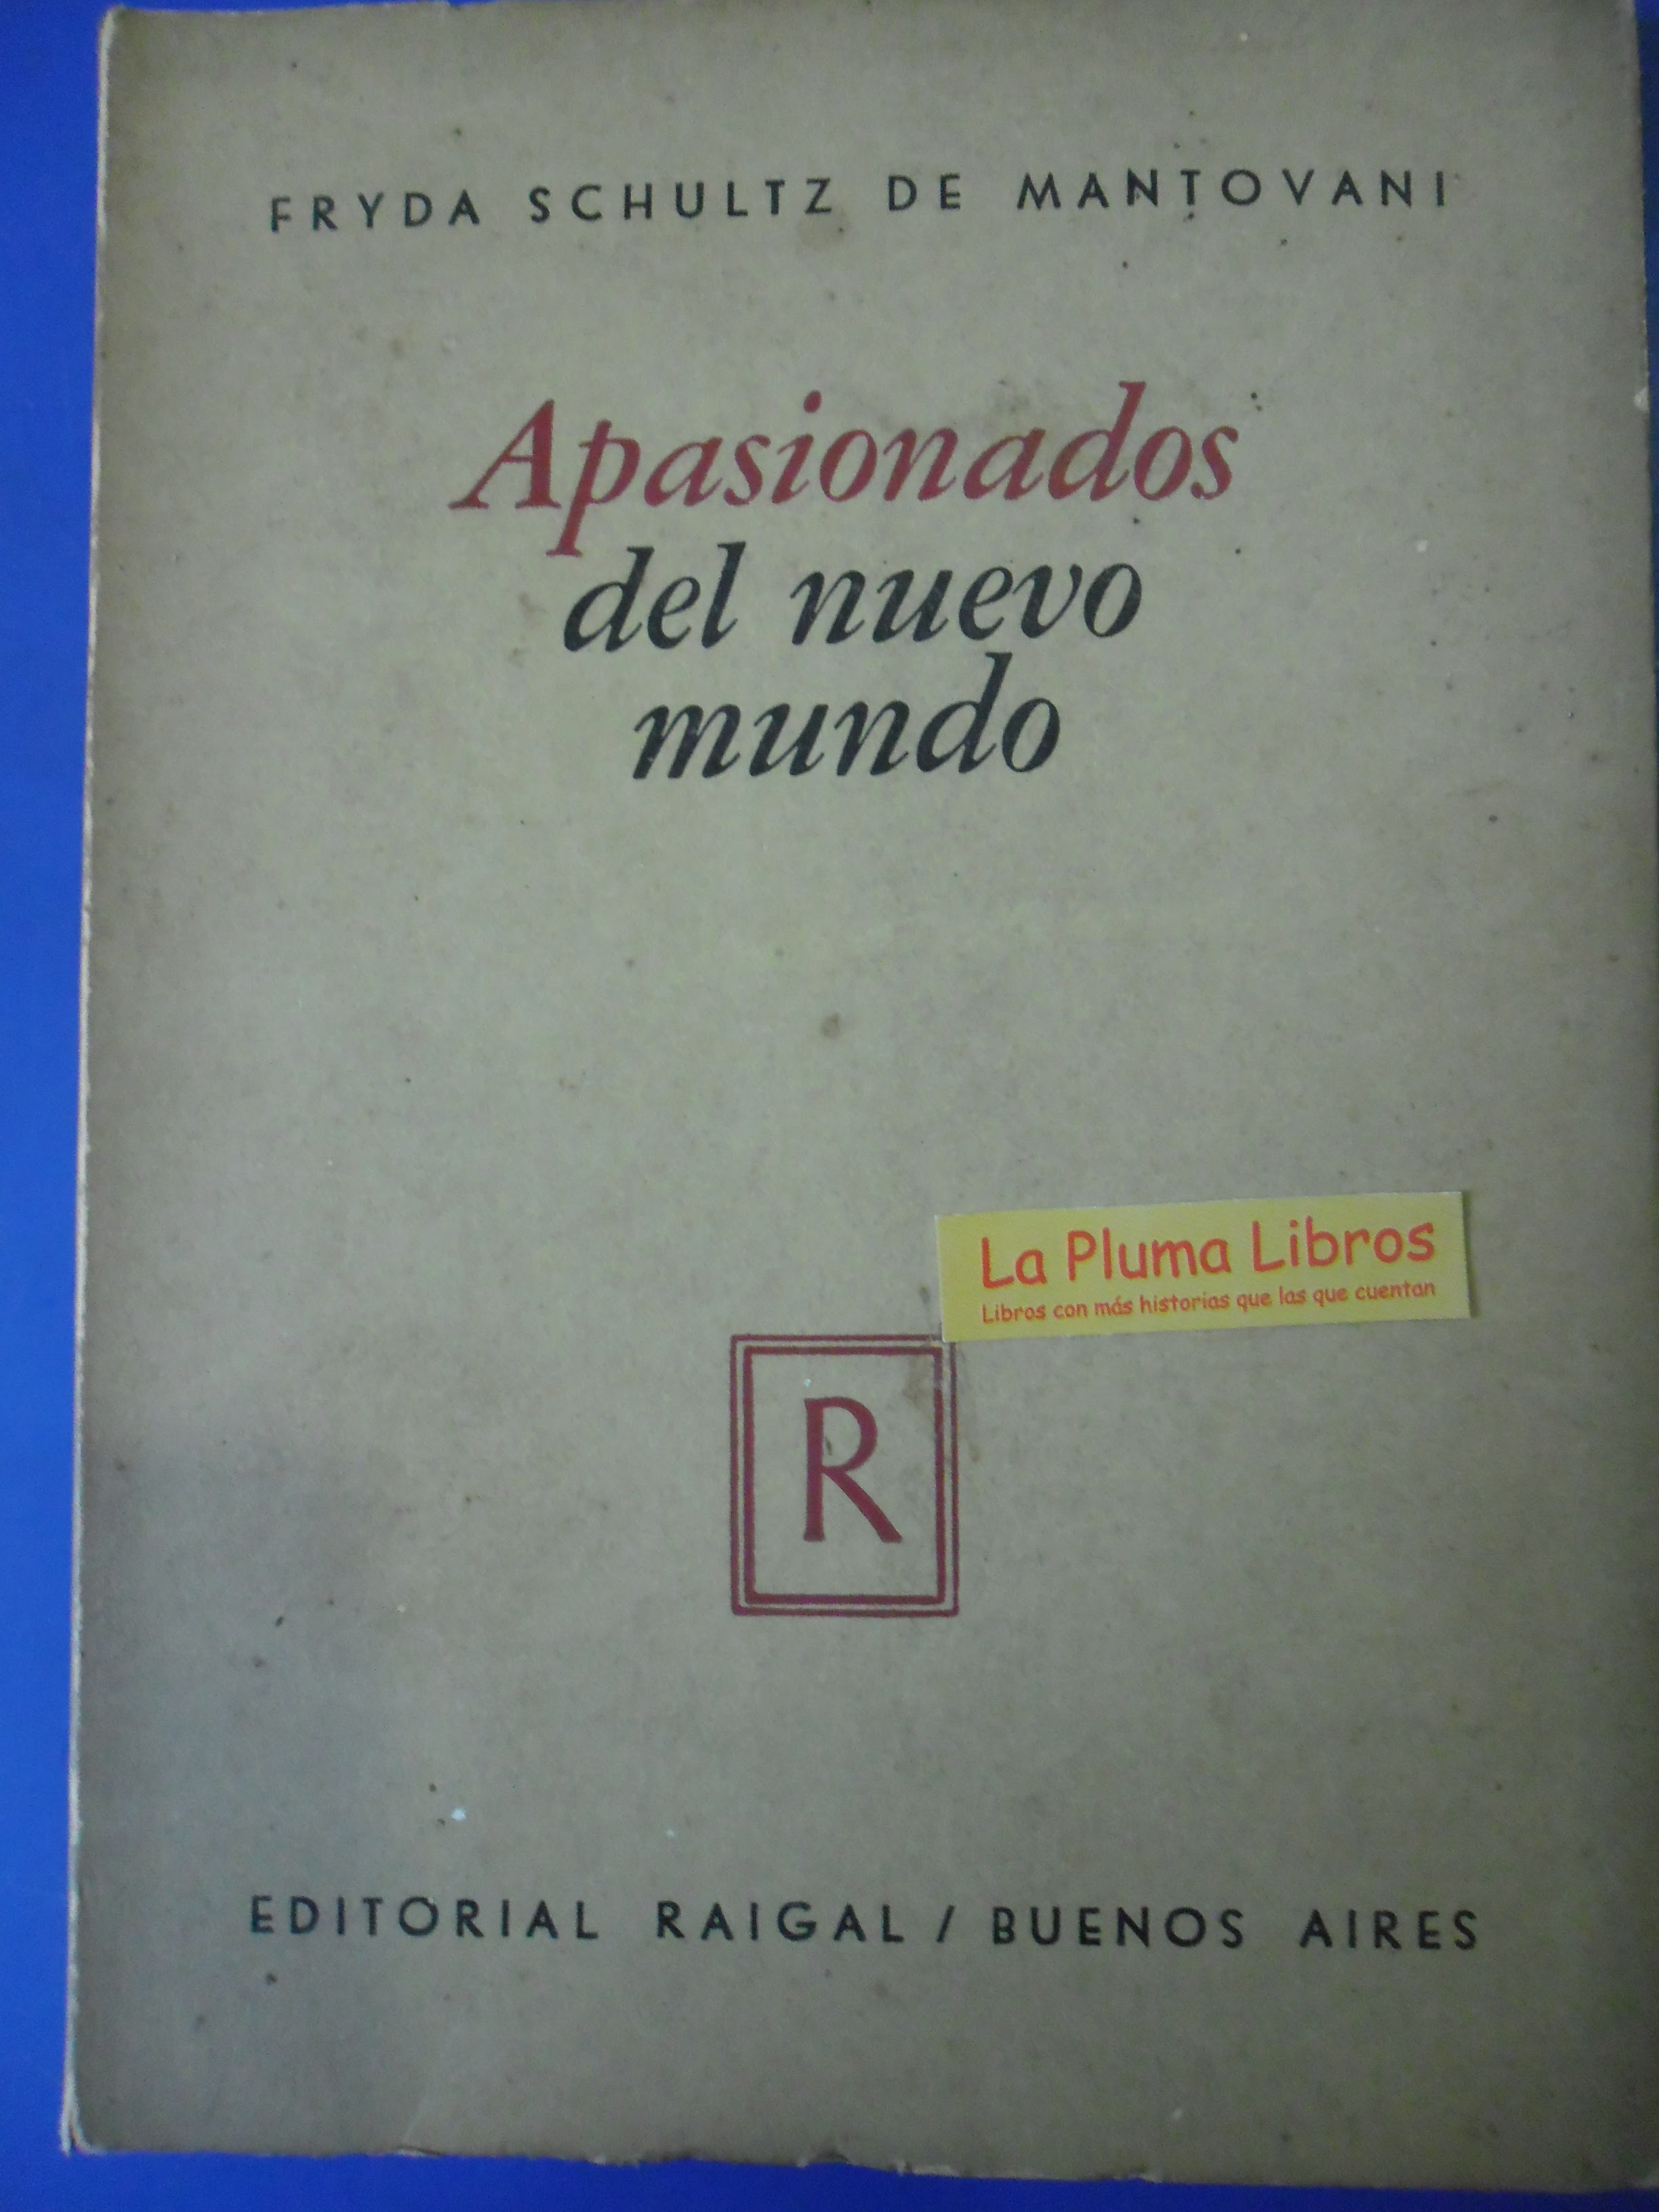 FRYDA SCHULTZ DE MANTOVANI
Apasionados
del nuevo
mundo
La Pluma Libros
Libros con más historias que las que cuentan
R
EDITORIAL RAIGAL / BUENOS AIRES